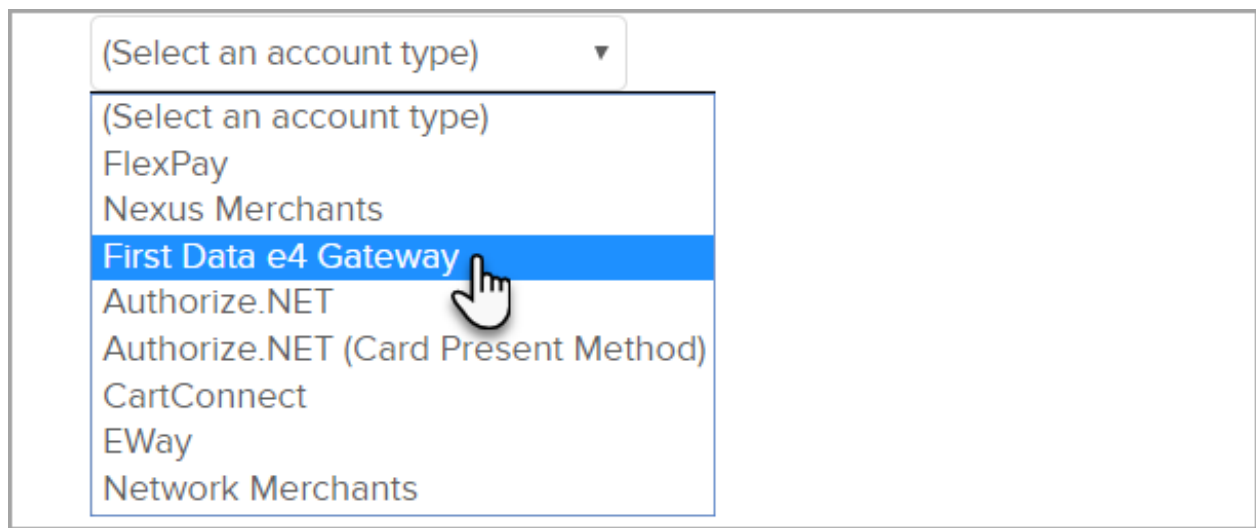 (Select an account type)
(Select an account type)
FlexPay
Nexus Merchants
First Data e4 Gateway
Authorize.NET
Authorize.NET (Card Present Method)
CartConnect
EWay
Network Merchants